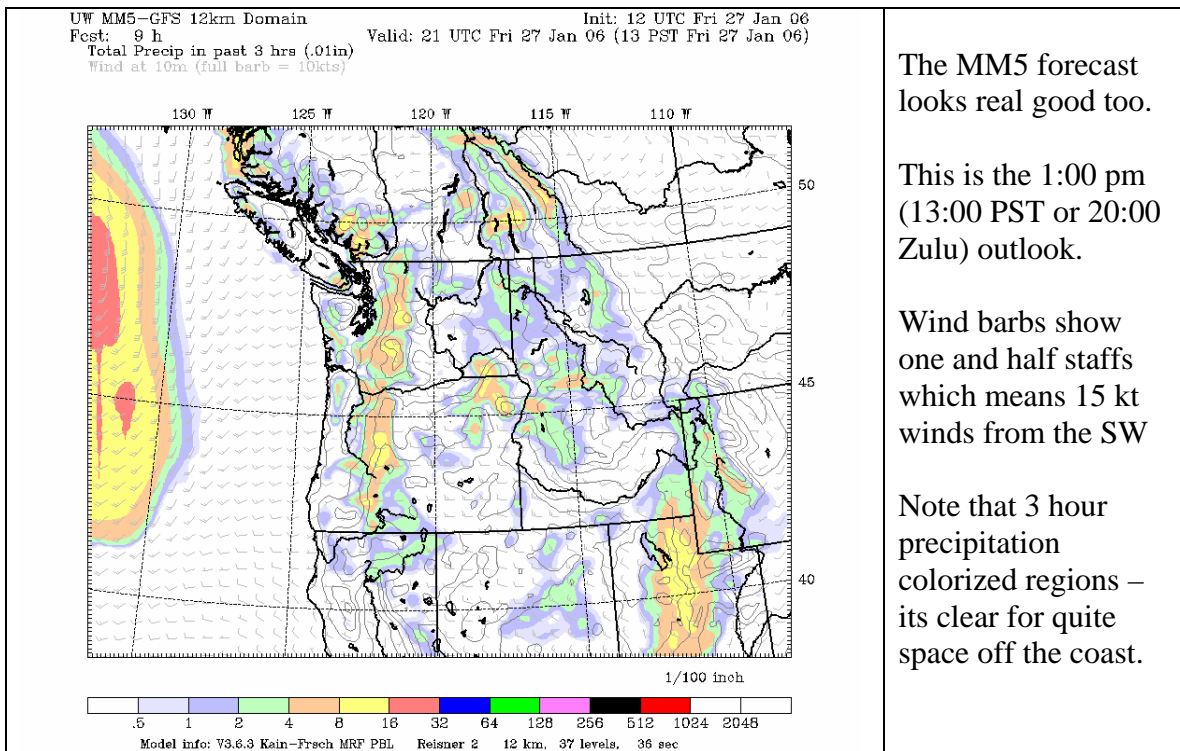 UW MM5-GFS 12km Domain Init: 12 UTC Fri 27 Jan 06
Fcst: 9 h Valid: 21 UTC Fri 27 Jan 06 (13 PST Fri 27 Jan 06)
Total Precip in past 3 hrs (.01in)
Wind at 10m (full barb = 10kts)
130 W 125 W 120 W 115 W 110 W
50
45
40
1/100 inch
.5 1 2 4 8 16 32 64 128 256 512 1024 2048
Model info: V3.6.3 Kain-Frsch MRF PBL Reisner 2 12 km, 37 levels, 36 sec
The MM5 forecast
looks real good too.
This is the 1:00 pm
(13:00 PST or 20:00
Zulu) outlook.
Wind barbs show
one and half staffs
which means 15 kt
winds from the SW
Note that 3 hour
precipitation
colorized regions –
its clear for quite
space off the coast.